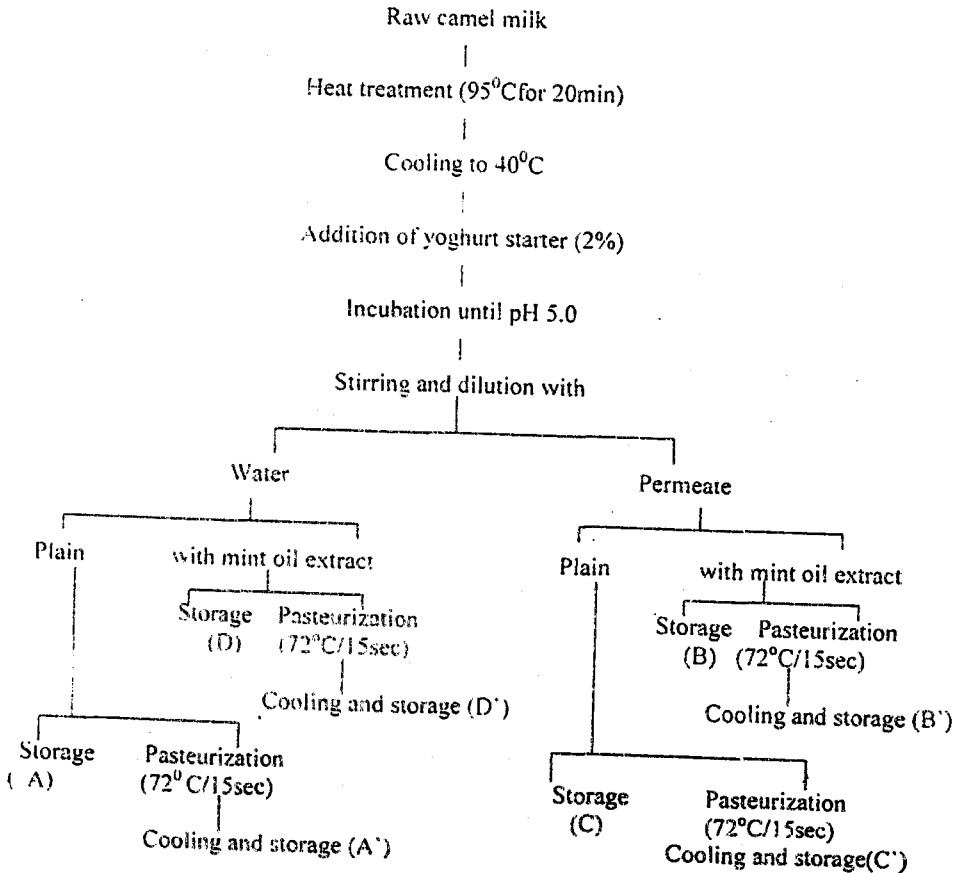 Raw camel milk
Heat treatment (95⁰Cfor 20min)
Cooling to 40⁰C
Addition of yoghurt starter (2%)
Incubation until pH 5.0
Stirring and dilution with
Water
Permeate
Plain
with mint oil extract
Storage
(D)
Pasteurization
(72⁰C/15sec)
Cooling and storage (D`)
Storage
( A)
Pasteurization
(72⁰ C/15sec)
Cooling and storage (A`)
Plain
with mint oil extract
Storage
(B)
Pasteurization
(72⁰C/15sec)
Cooling and storage (B`)
Storage
(C)
Pasteurization
(72⁰C/15sec)
Cooling and storage(C`)